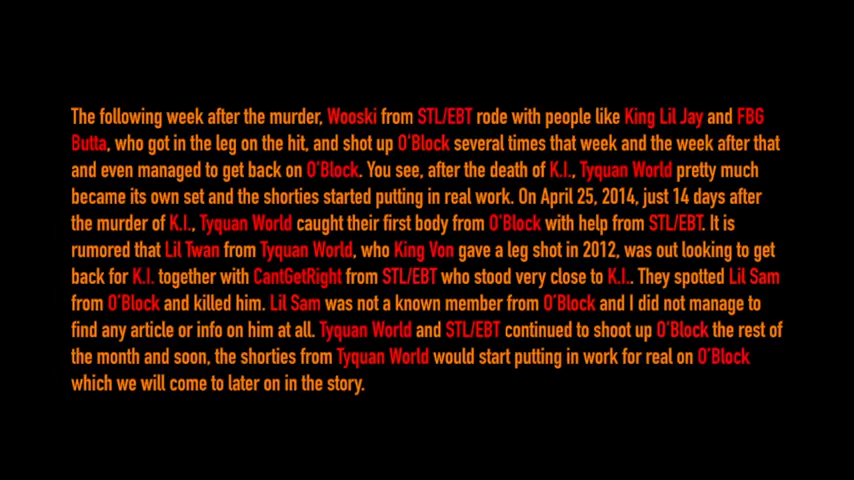 The following week after the murder, Wooski from STL/EBT rode with people like King Lil Jay and FBG
Butta, who got in the leg on the hit, and shot up O'Block several times that week and the week after that
and even managed to get back on O'Block. You see, after the death of K.I., Tyquan World pretty much
became its own set and the shorties started putting in real work. On April 25, 2014, just 14 days after
the murder of K.I., Tyquan World caught their first body from O'Block with help from STL/EBT. It is
rumored that Lil Twan from Tyquan World, who King Von gave a leg shot in 2012, was out looking to get
back for K.I. together with CantGetRight from STL/EBT who stood very close to K.I.. They spotted Lil Sam
from O'Block and killed him. Lil Sam was not a known member from O'Block and I did not manage to
find any article or info on him at all. Tyquan World and STL/EBT continued to shoot up O'Block the rest of
the month and soon, the shorties from Tyquan World would start putting in work for real on O'Block
which we will come to later on in the story.